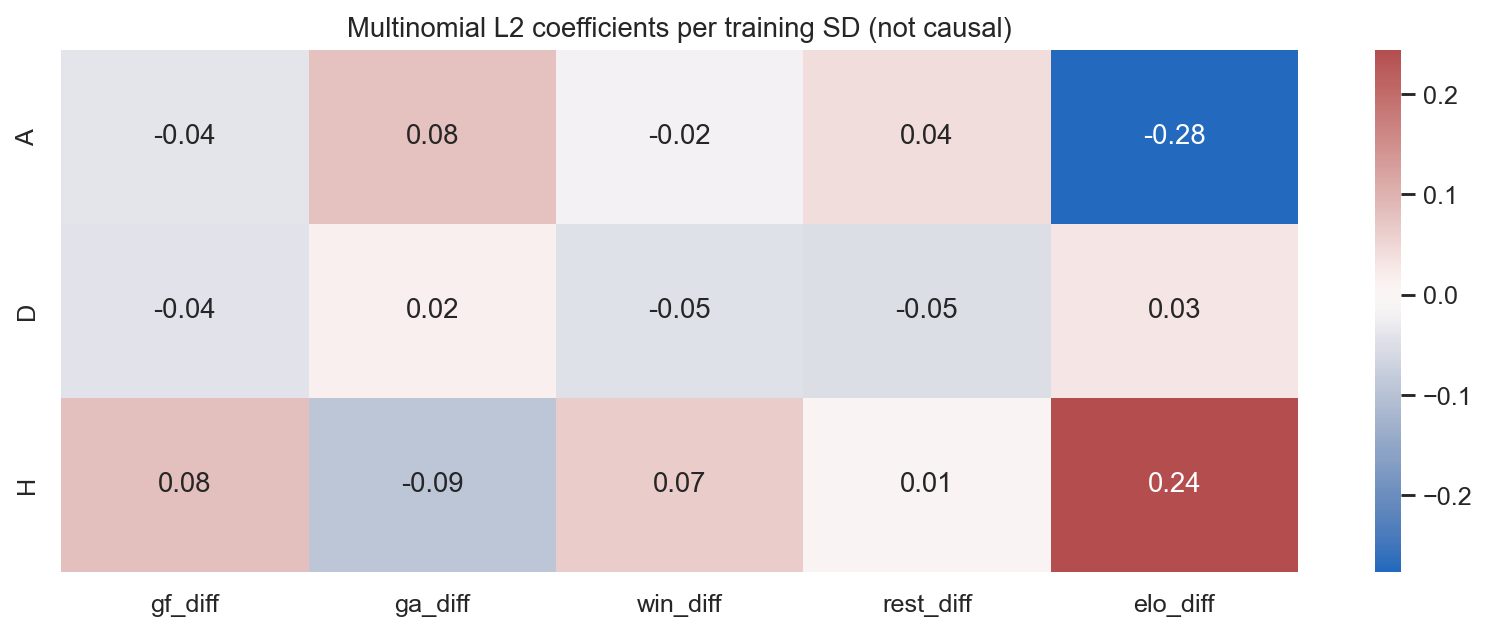 Multinomial L2 coefficients per training SD (not causal)
A -0.04 0.08 -0.02 0.04 -0.28
D -0.04 0.02 -0.05 -0.05 0.03
H 0.08 -0.09 0.07 0.01 0.24
gf_diff ga_diff win_diff rest_diff elo_diff
0.2
0.1
0.0
−0.1
−0.2